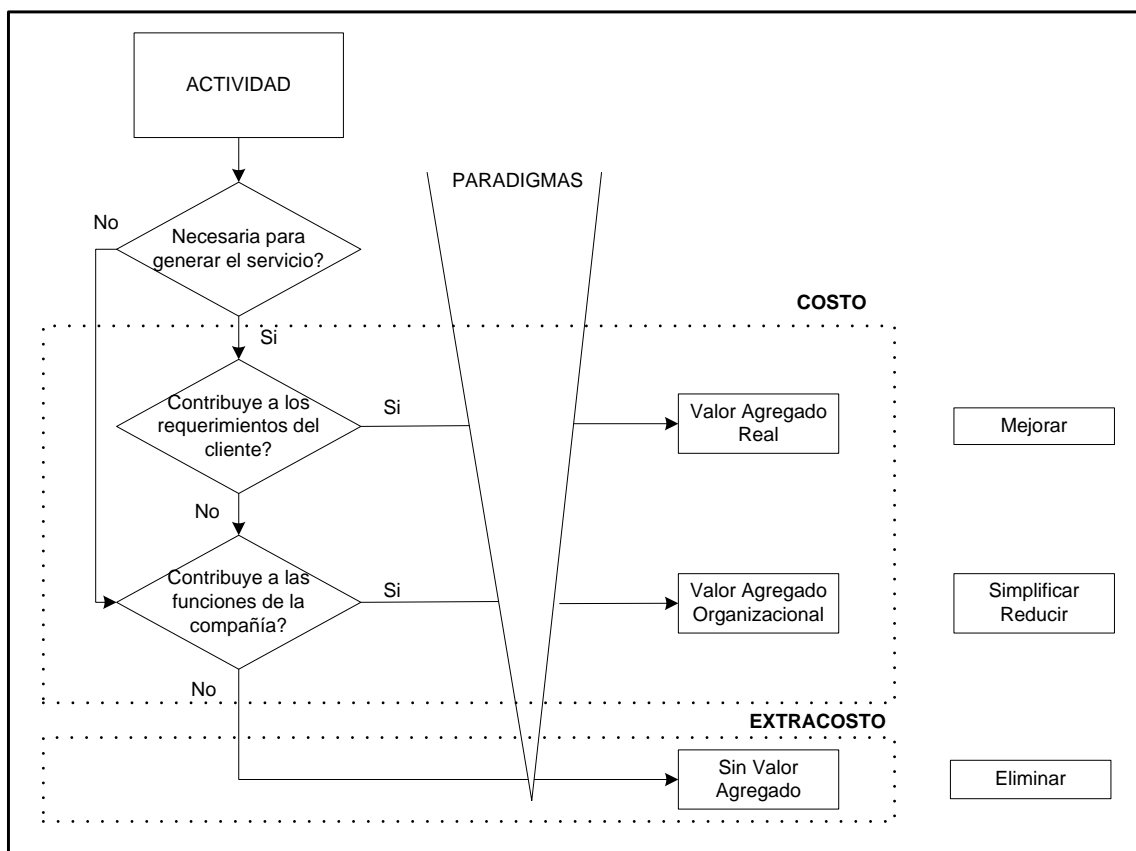 ACTIVIDAD
PARADIGMAS
No
Necesaria para
generar el servicio?
COSTO
Si
Contribuye a los
requerimientos del
cliente?
Si
Valor Agregado
Real
Mejorar
No
Contribuye a las
funciones de la
compañía?
Si
Valor Agregado
Organizacional
Simplificar
Reducir
No
EXTRACOSTO
Sin Valor
Agregado
Eliminar